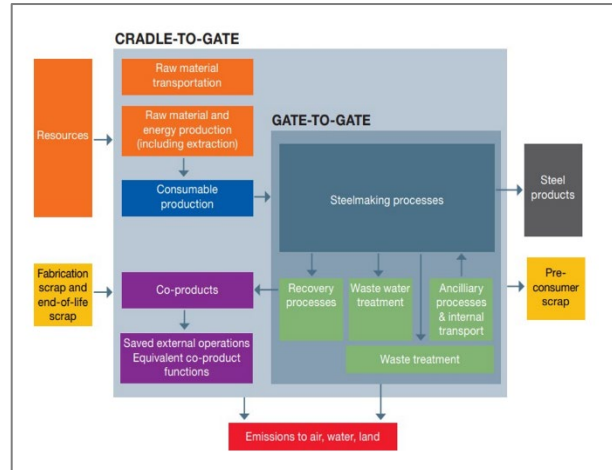 CRADLE-TO-GATE
Raw material
transportation
Resources
Raw material and
energy production
(including extraction)
GATE-TO-GATE
Consumable
production
Steelmaking processes
Steel
products
Fabrication
scrap and
end-of-life
scrap
Co-products
Recovery
processes
Waste water
treatment
Ancilliary
processes
& internal
transport
Pre-
consumer
scrap
Saved external operations
Equivalent co-product
functions
Waste treatment
Emissions to air, water, land